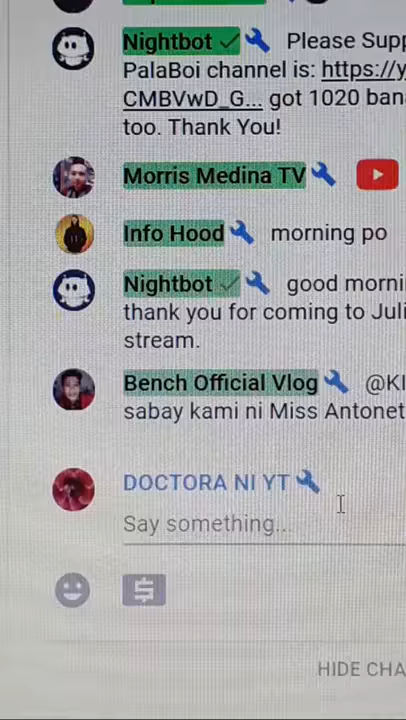 Nightbot Please Supp
PalaBoi channel is: https://y
CMBVwD_G... got 1020 ban
too. Thank You!
Morris Medina TV
Info Hood morning po
Nightbot good morni
thank you for coming to Juli
stream.
Bench Official Vlog @KI
sabay kami ni Miss Antonet
DOCTORA NI YT
Say something...
HIDE CHA